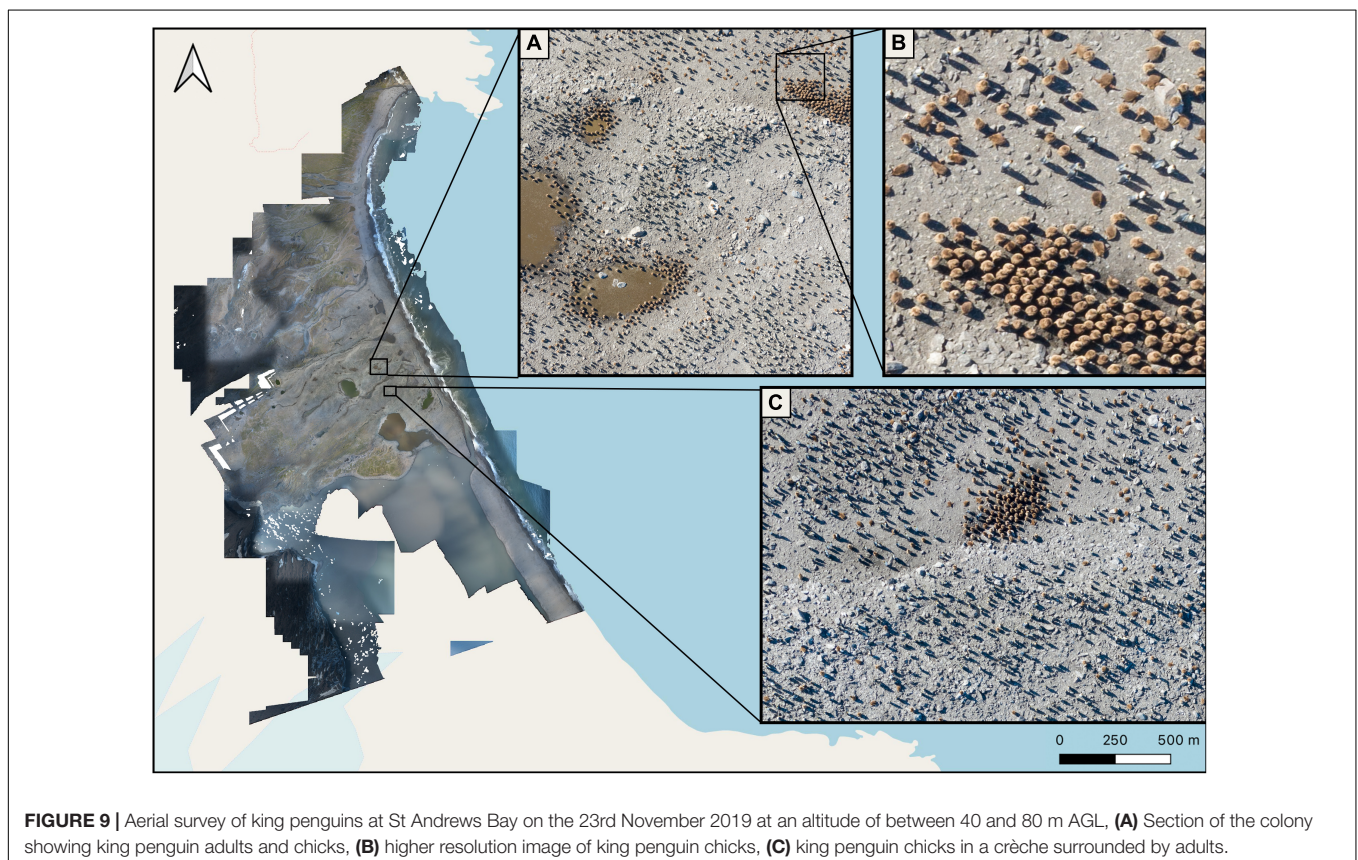 A
B
C
0 250 500 m
FIGURE 9 | Aerial survey of king penguins at St Andrews Bay on the 23rd November 2019 at an altitude of between 40 and 80 m AGL, (A) Section of the colony
showing king penguin adults and chicks, (B) higher resolution image of king penguin chicks, (C) king penguin chicks in a crèche surrounded by adults.